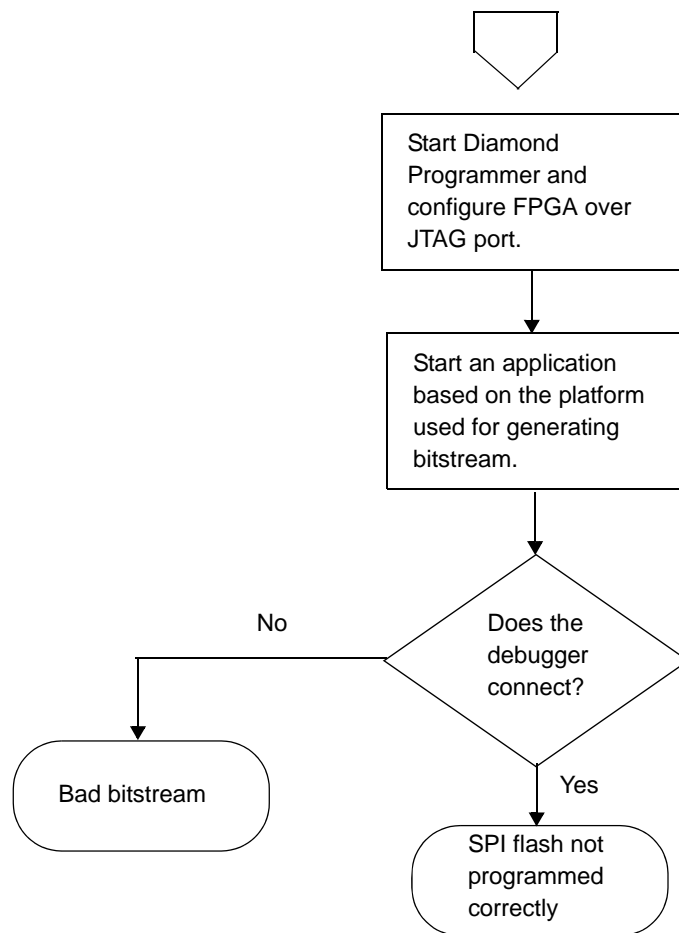 Start Diamond
Programmer and
configure FPGA over
JTAG port.
Start an application
based on the platform
used for generating
bitstream.
Does the
debugger
connect?
No
Bad bitstream
Yes
SPI flash not
programmed
correctly